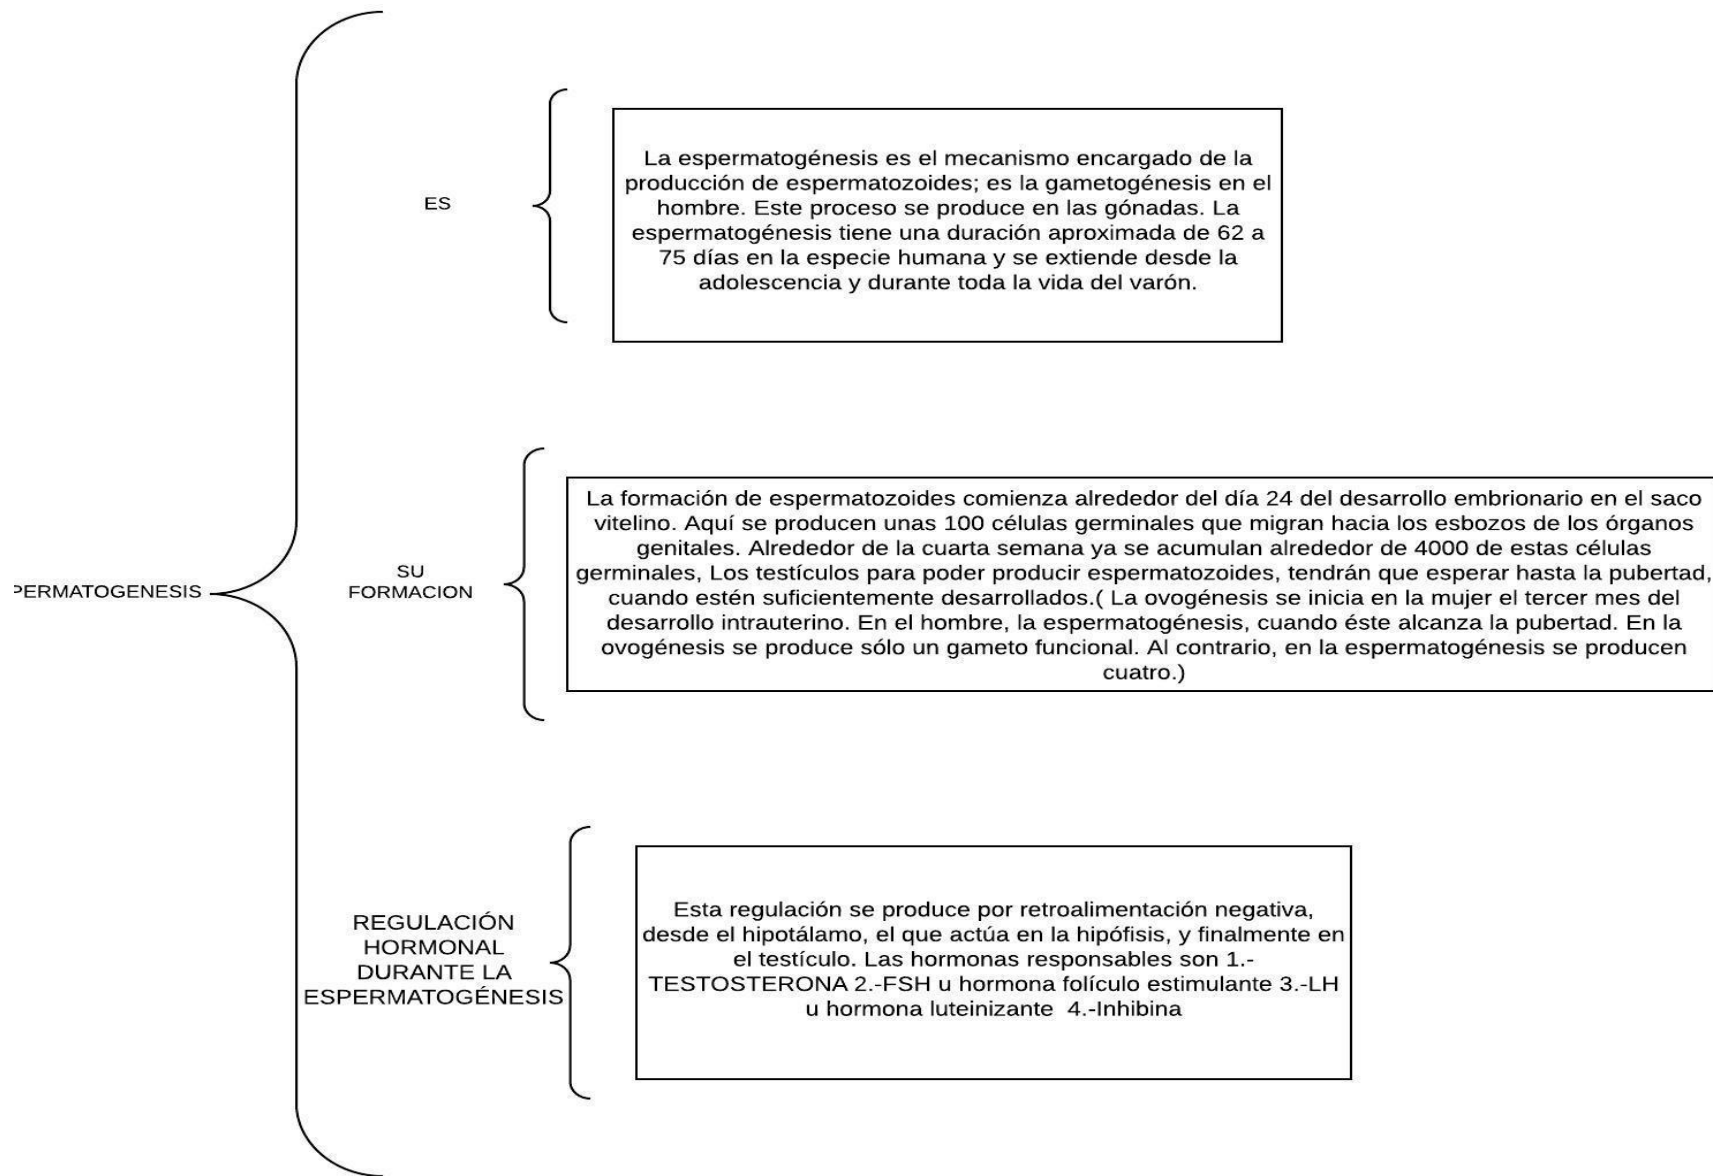 PERMATOGENESIS
ES
La espermatogénesis es el mecanismo encargado de la
producción de espermatozoides; es la gametogénesis en el
hombre. Este proceso se produce en las gónadas. La
espermatogénesis tiene una duración aproximada de 62 a
75 días en la especie humana y se extiende desde la
adolescencia y durante toda la vida del varón.
SU
FORMACION
La formación de espermatozoides comienza alrededor del día 24 del desarrollo embrionario en el saco
vitelino. Aquí se producen unas 100 células germinales que migran hacia los esbozos de los órganos
genitales. Alrededor de la cuarta semana ya se acumulan alrededor de 4000 de estas células
germinales, Los testículos para poder producir espermatozoides, tendrán que esperar hasta la pubertad,
cuando estén suficientemente desarrollados.( La ovogénesis se inicia en la mujer el tercer mes del
desarrollo intrauterino. En el hombre, la espermatogénesis, cuando éste alcanza la pubertad. En la
ovogénesis se produce sólo un gameto funcional. Al contrario, en la espermatogénesis se producen
cuatro.)
REGULACIÓN
HORMONAL
DURANTE LA
ESPERMATOGÉNESIS
Esta regulación se produce por retroalimentación negativa,
desde el hipotálamo, el que actúa en la hipófisis, y finalmente en
el testículo. Las hormonas responsables son 1.-
TESTOSTERONA 2.-FSH u hormona folículo estimulante 3.-LH
u hormona luteinizante  4.-Inhibina